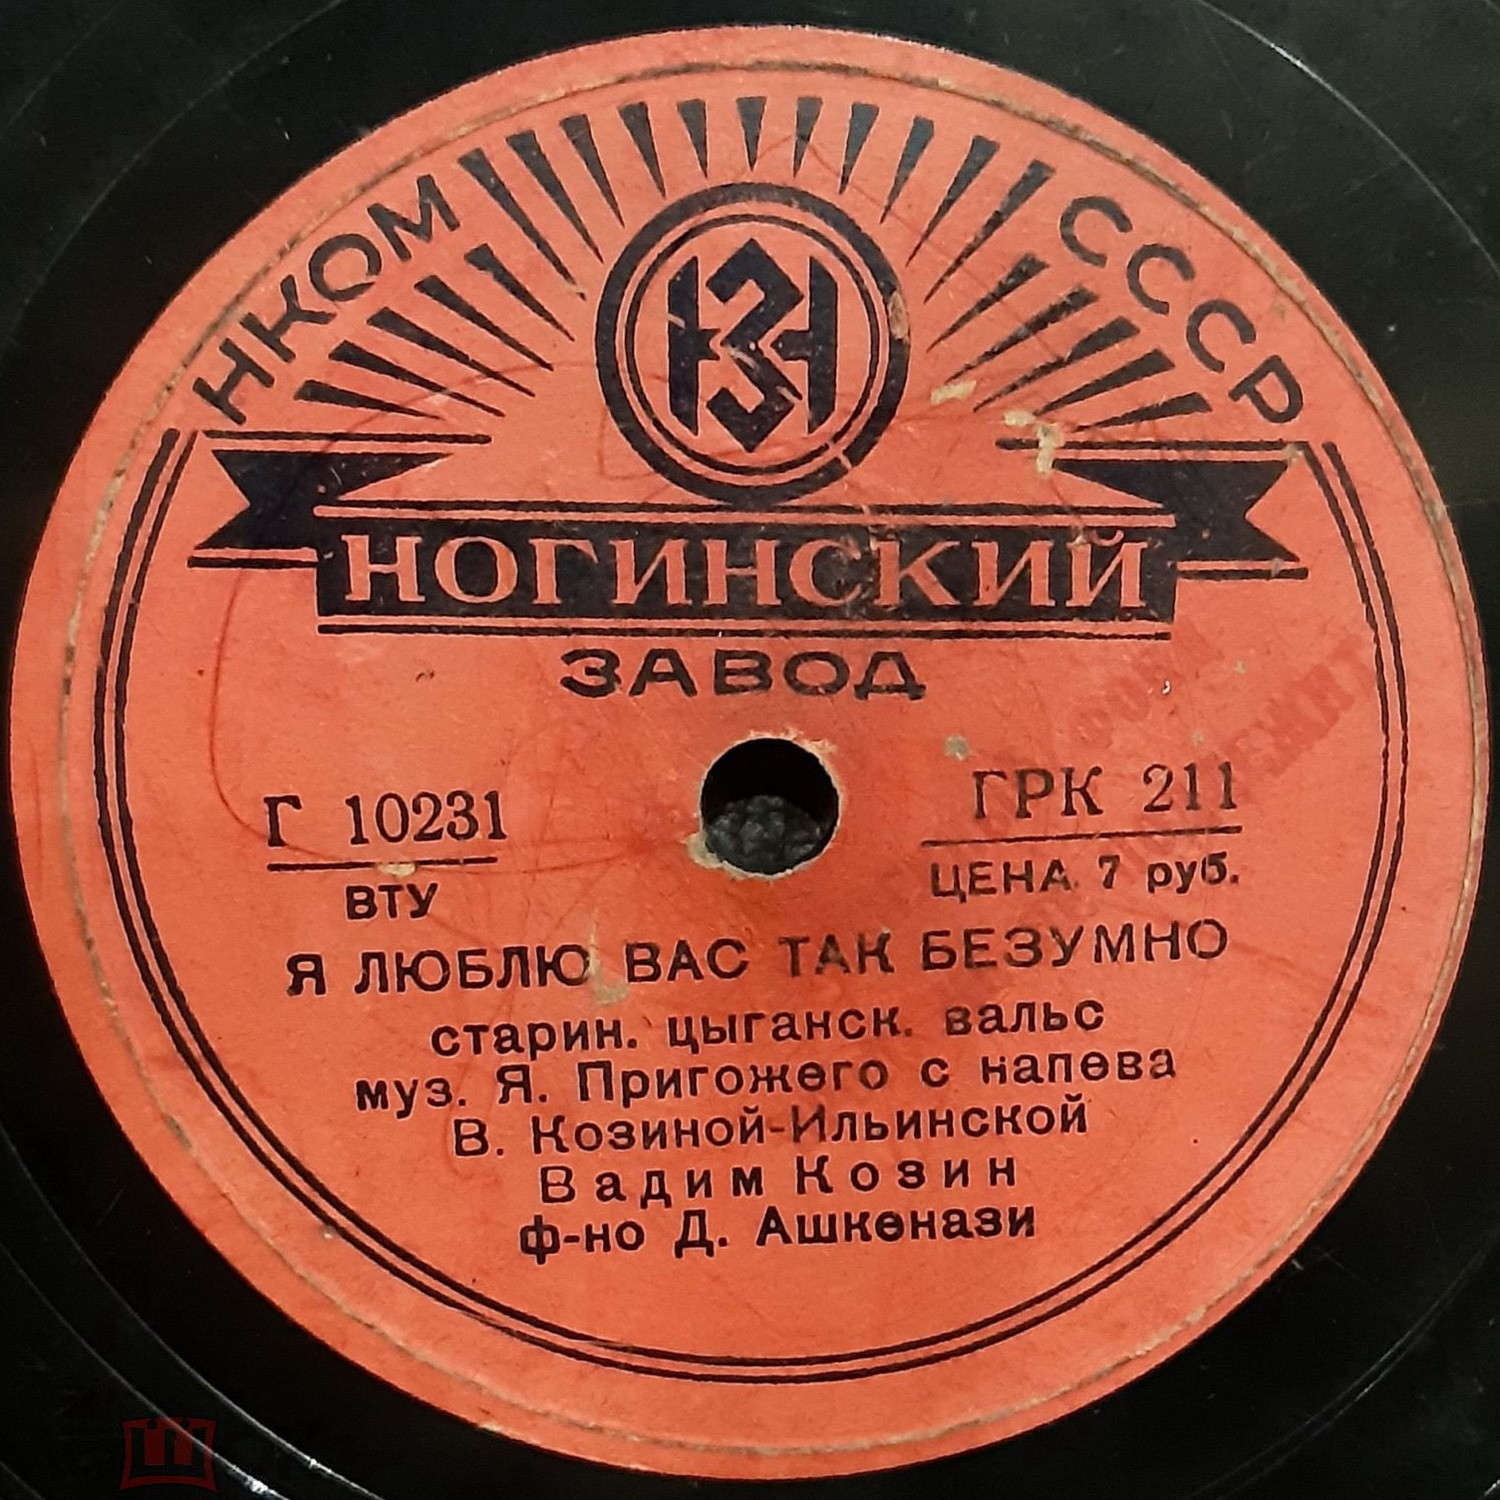 НКОМ СССР
НЗ
НОГИНСКИЙ
ЗАВОД
Г 10231
ВТУ
ГРК 211
ЦЕНА 7 руб.
Я ЛЮБЛЮ ВАС ТАК БЕЗУМНО
старин. цыганск. вальс
муз. Я. Пригожего с напева
В. Козиной-Ильинской
Вадим Козин
ф-но Д. Ашкенази